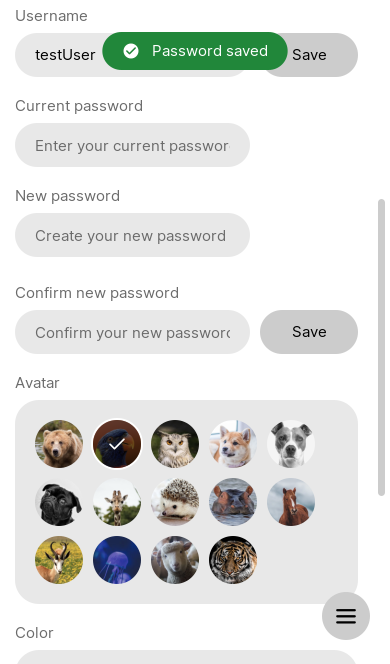 Username
Password saved
testUser
Save
Current password
Enter your current passwor
New password
Create your new password
Confirm new password
Confirm your new password
Save
Avatar
Color